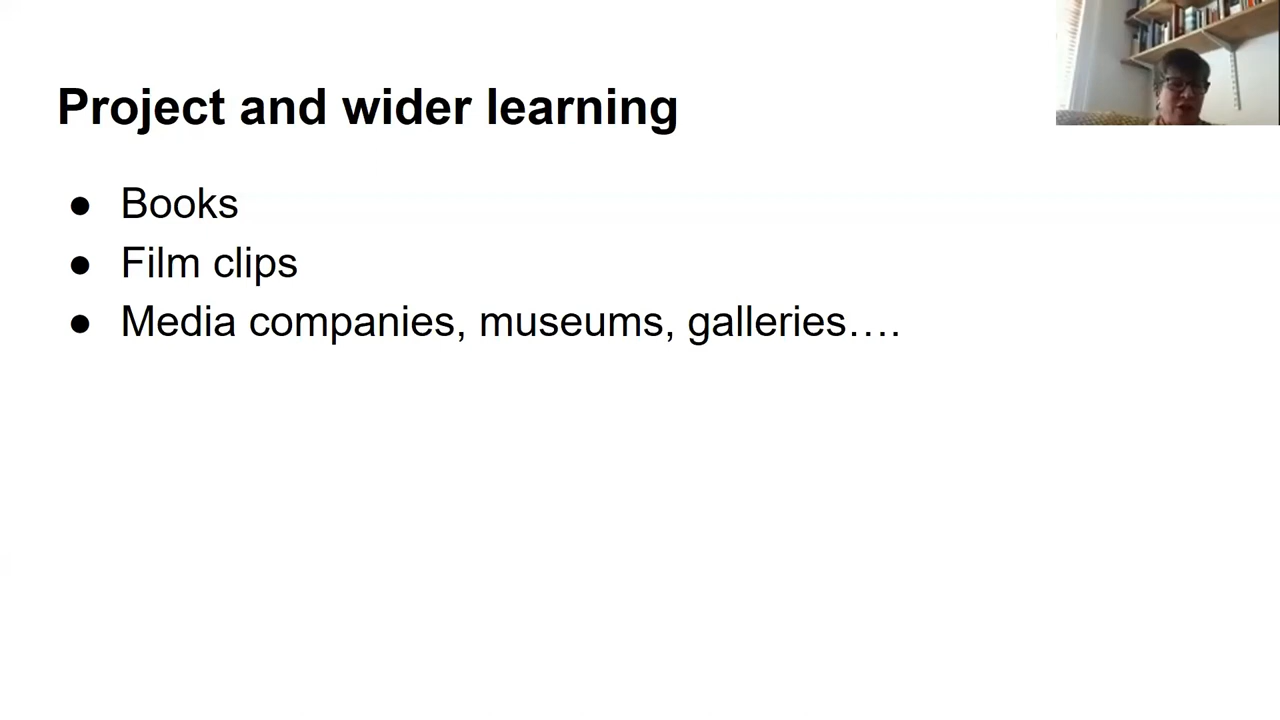 Project and wider learning
● Books
● Film clips
● Media companies, museums, galleries….